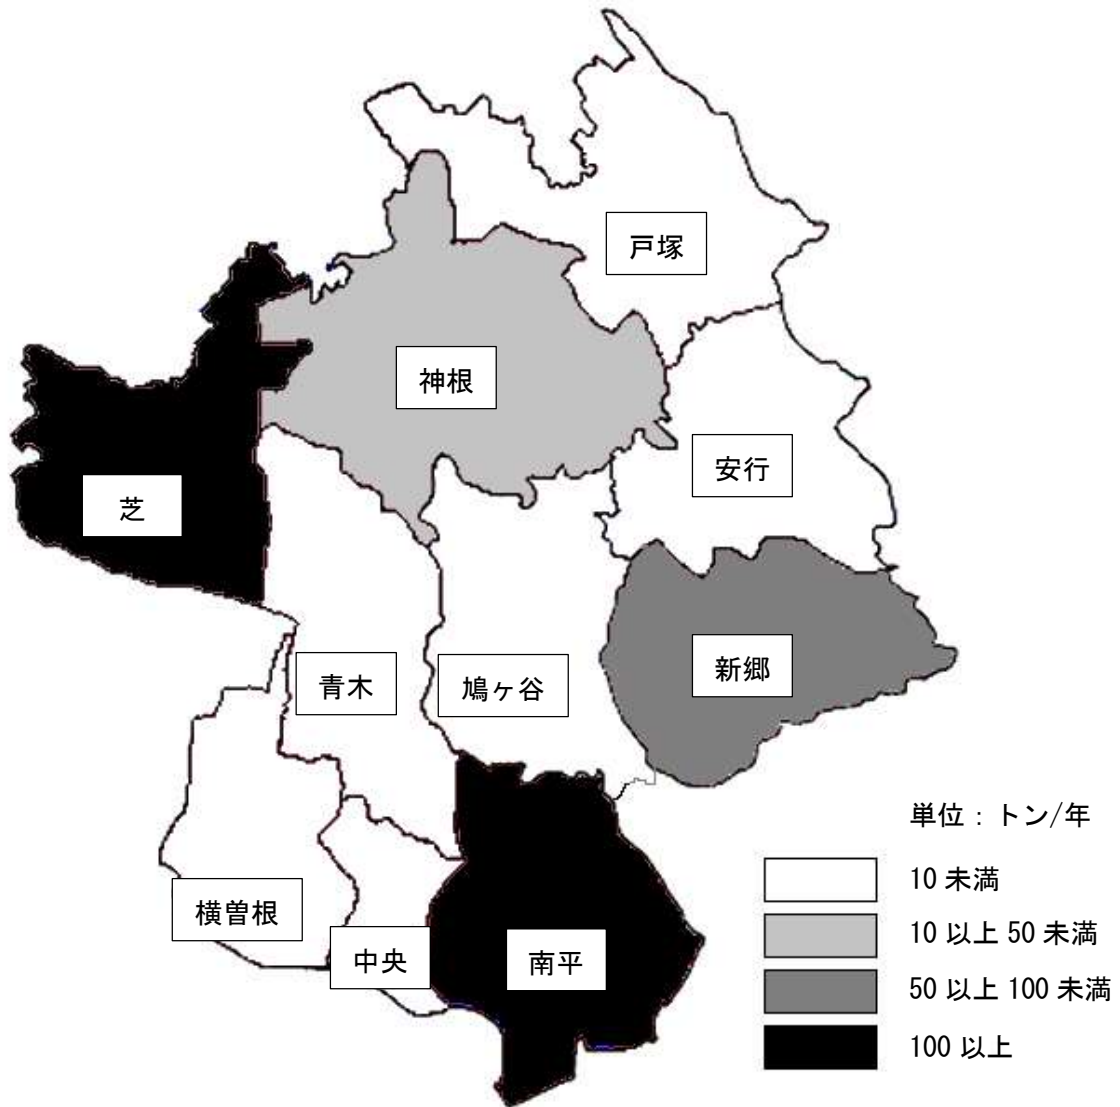 戸塚
神根
安行
芝
新郷
青木
鳩ヶ谷
単位：トン/年
10 未満
横曽根
10 以上 50 未満
中央
南平
50 以上 100 未満
100 以上